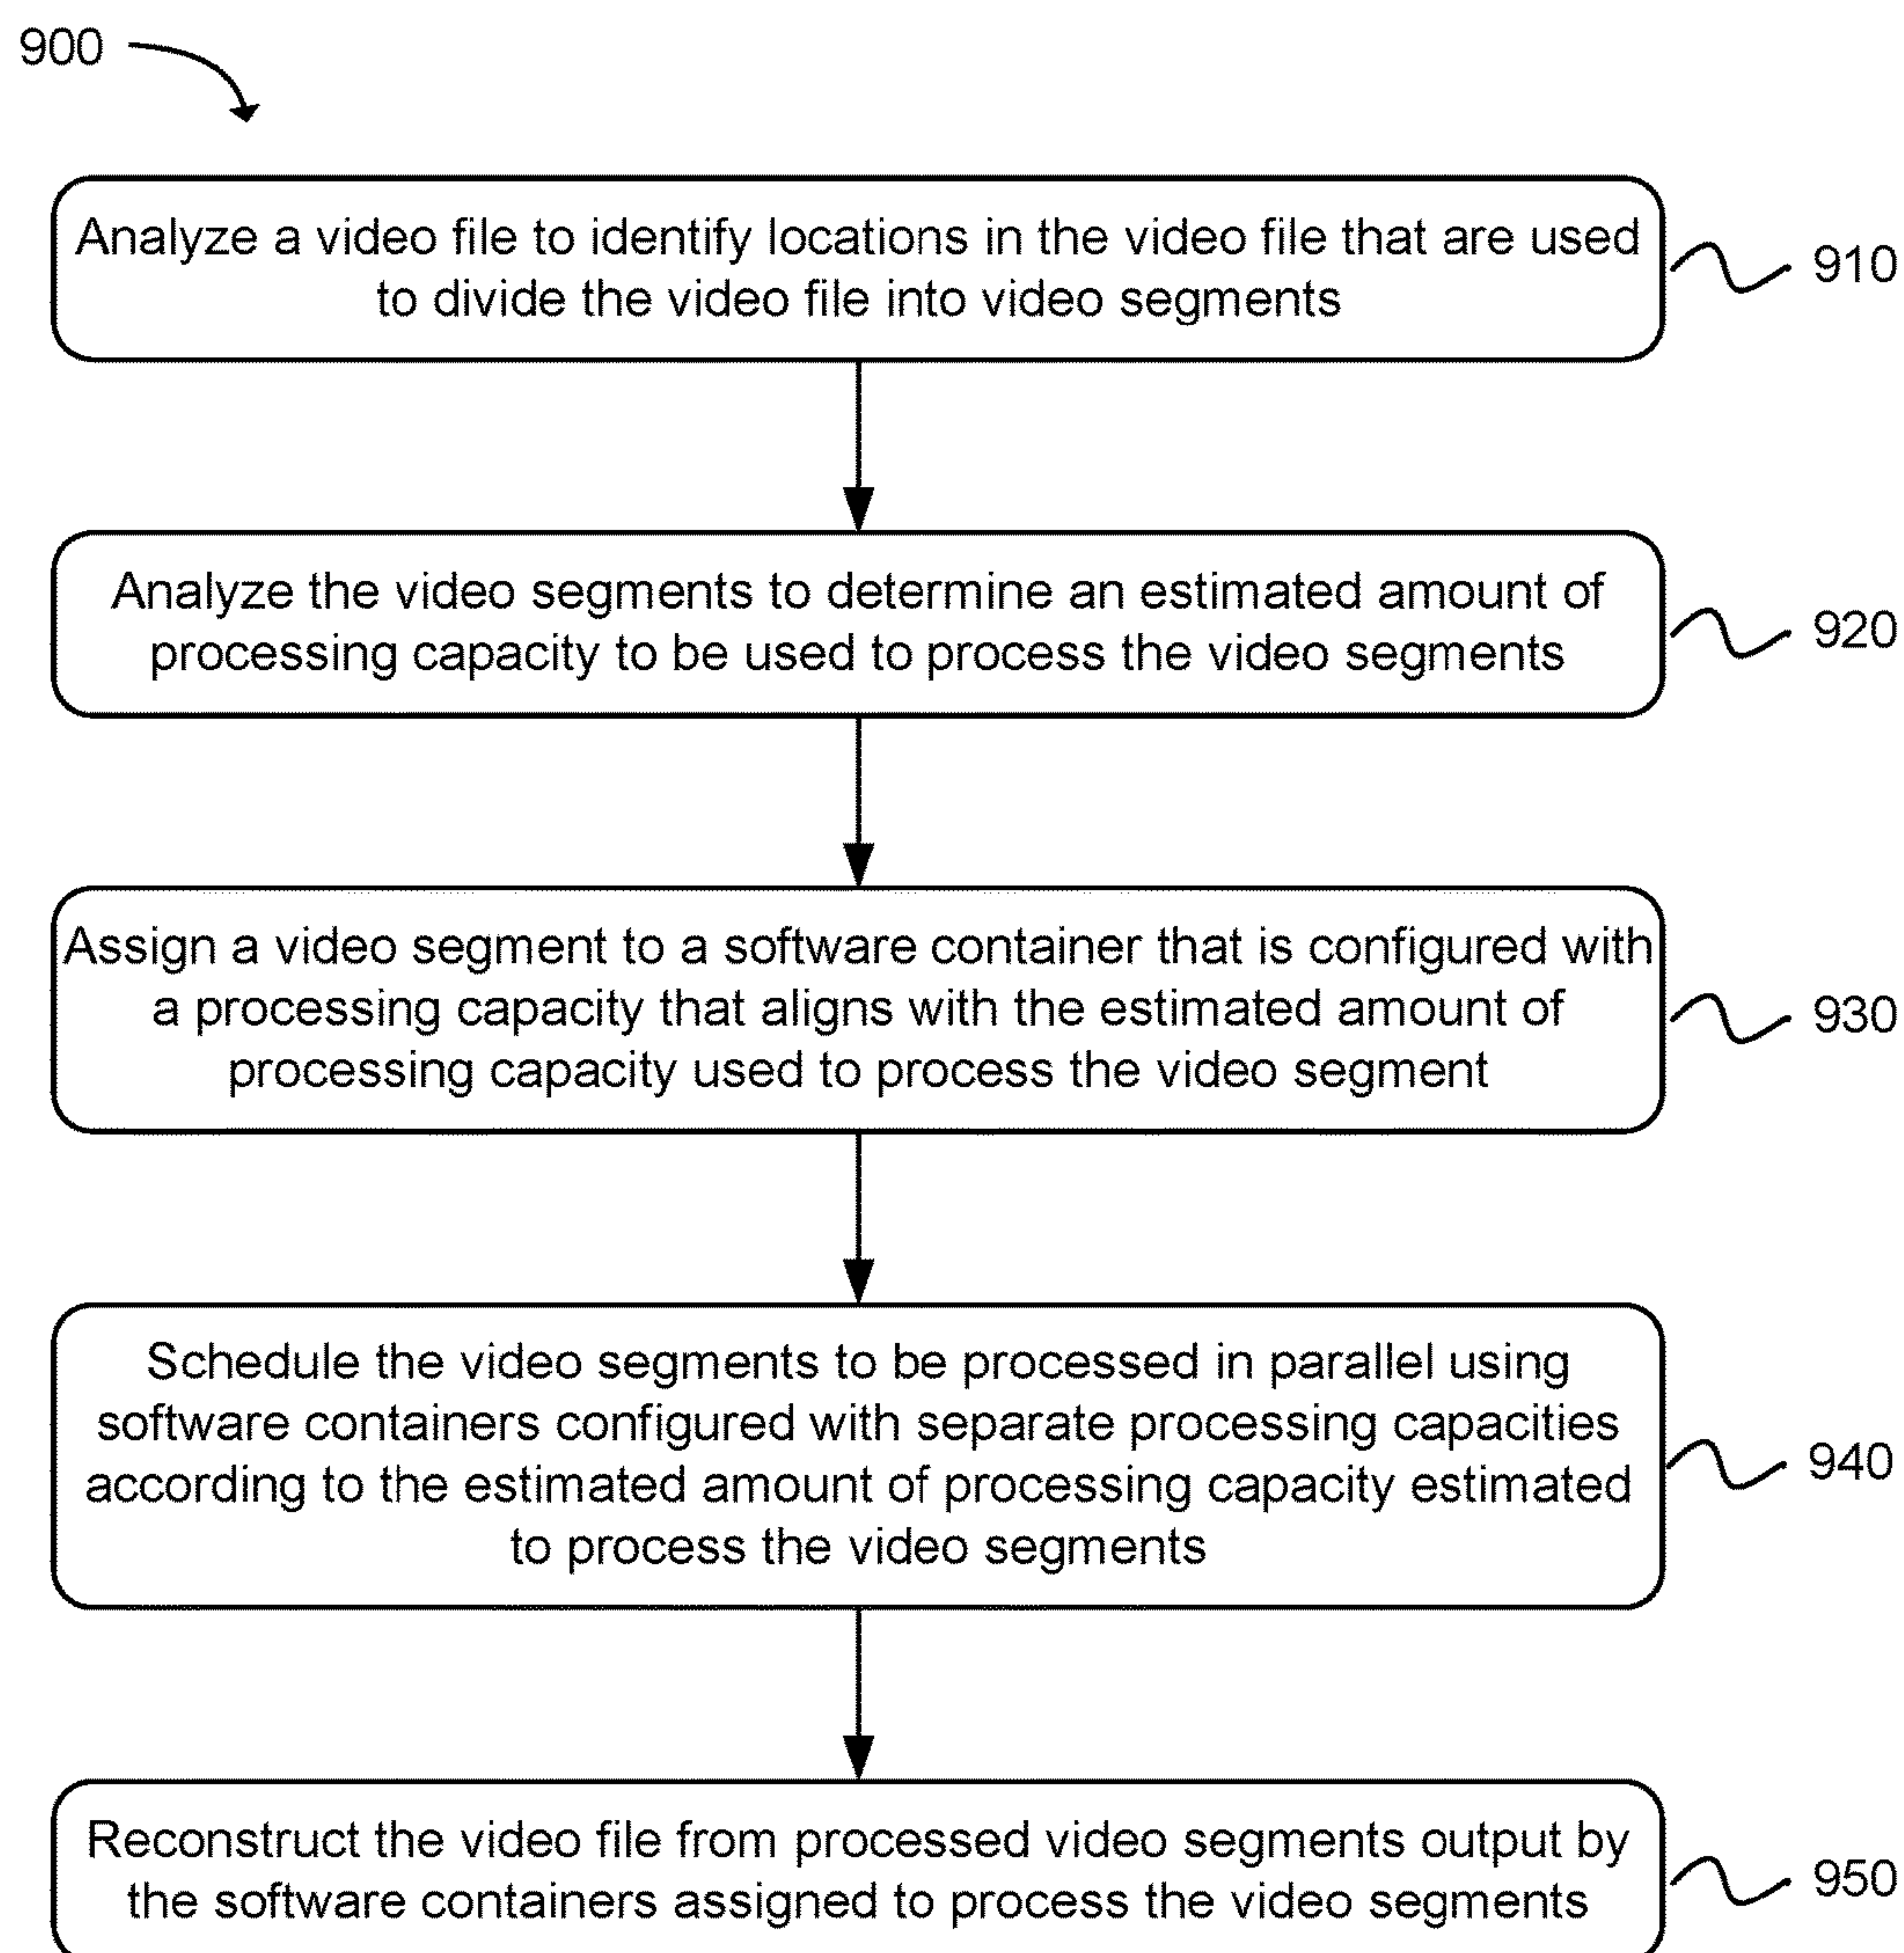 900
Analyze a video file to identify locations in the video file that are used
to divide the video file into video segments
910
Analyze the video segments to determine an estimated amount of
processing capacity to be used to process the video segments
920
Assign a video segment to a software container that is configured with
a processing capacity that aligns with the estimated amount of
processing capacity used to process the video segment
930
Schedule the video segments to be processed in parallel using
software containers configured with separate processing capacities
according to the estimated amount of processing capacity estimated
to process the video segments
940
Reconstruct the video file from processed video segments output by
the software containers assigned to process the video segments
950